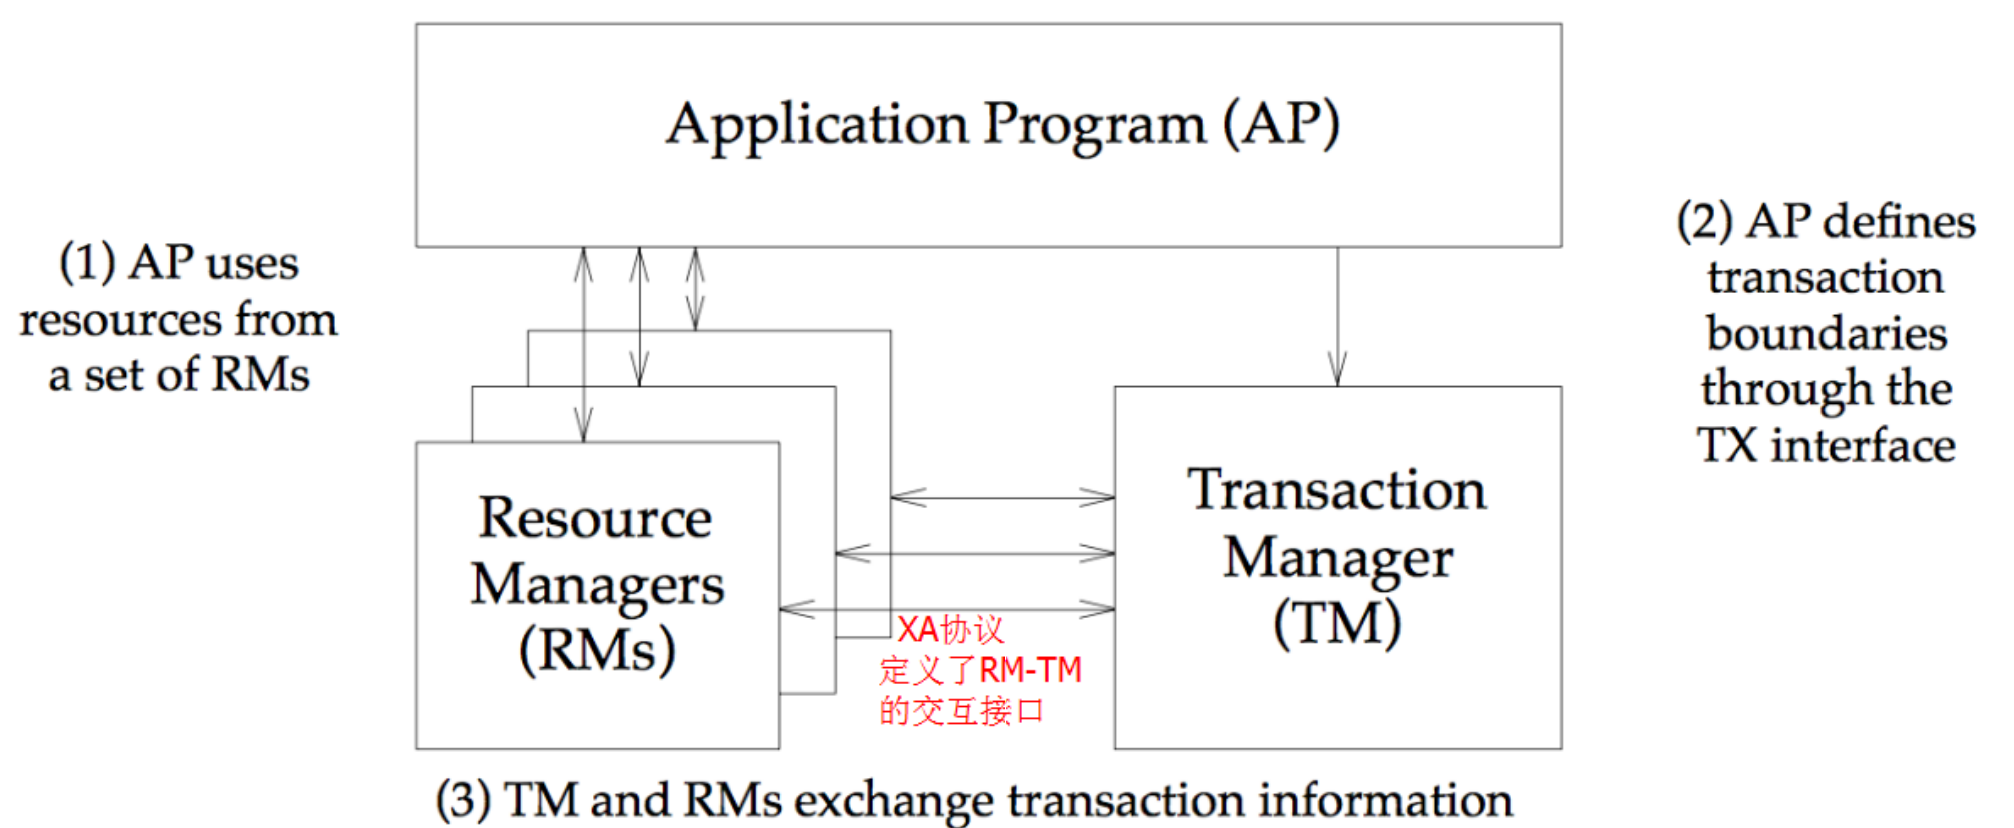 Application Program (AP)
(1) AP uses
resources from
a set of RMs
(2) AP defines
transaction
boundaries
through the
TX interface
Resource
Managers
(RMs)
Transaction
Manager
(TM)
XA协议
定义了RM-TM
的交互接口
(3) TM and RMs exchange transaction information